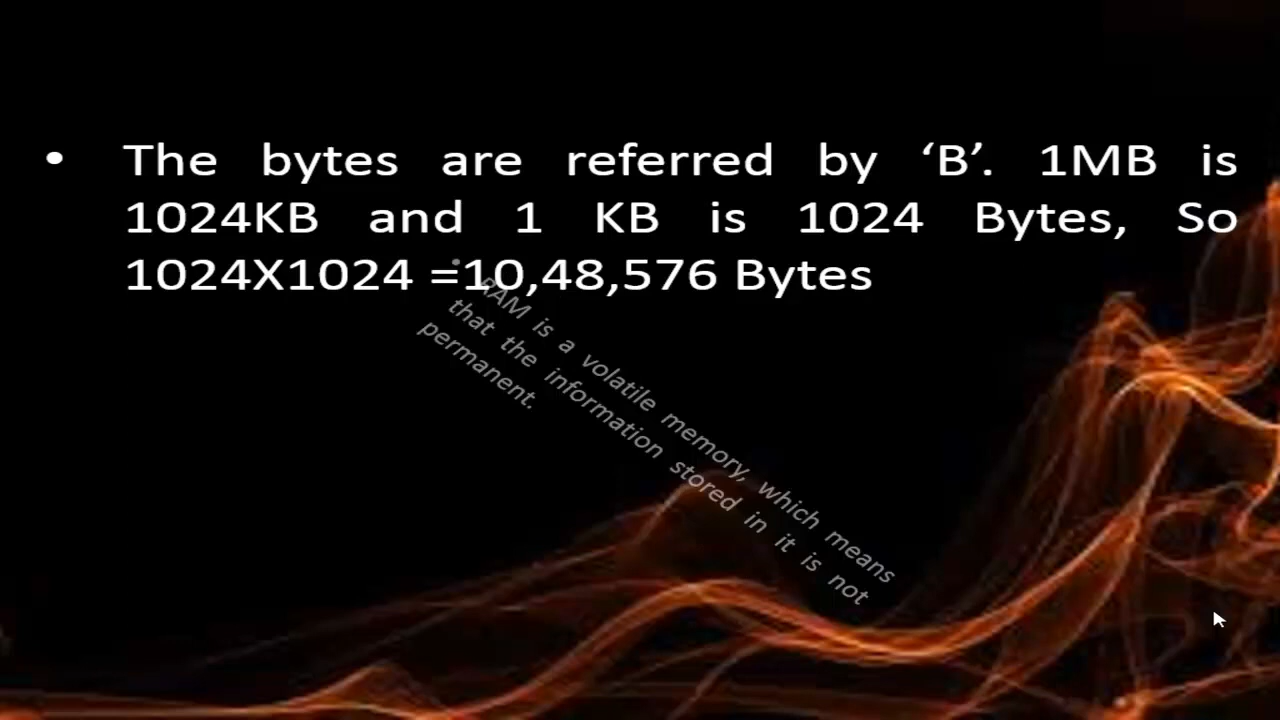 • The bytes are referred by ‘B’. 1MB is
1024KB and 1 KB is 1024 Bytes, So
1024X1024 =10,48,576 Bytes
• RAM is a volatile memory, which means
that the information stored in it is not
permanent.